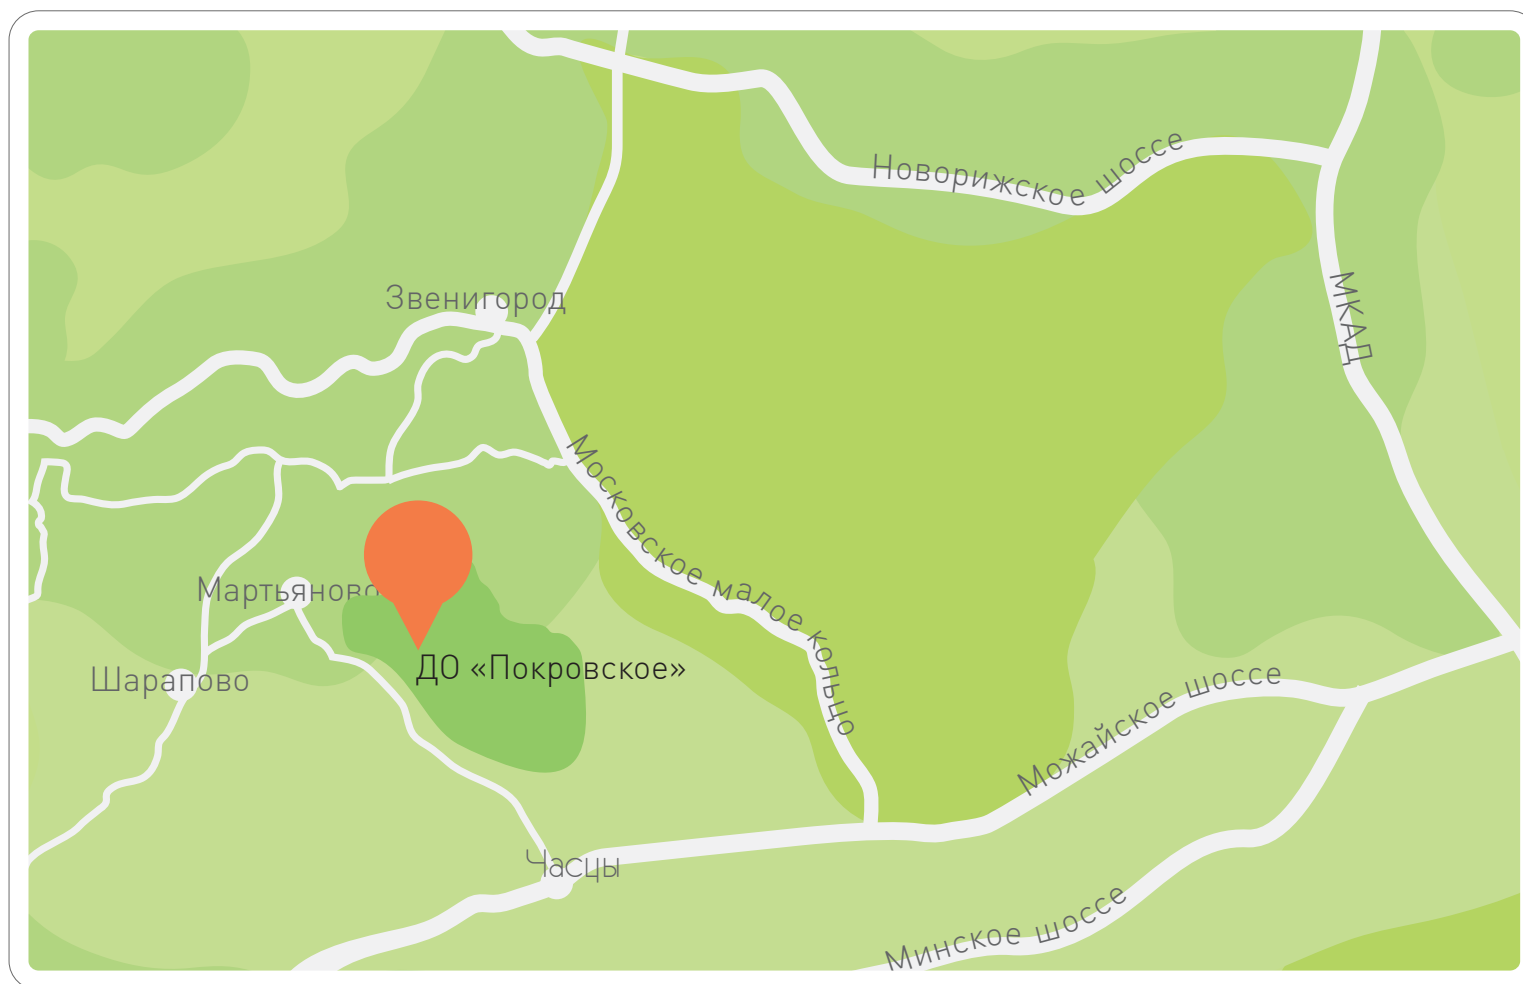 Новорижское шоссе
Звенигород
МКАД
Московское малое кольцо
Мартьяново
ДО «Покровское»
Шарапово
Можайское шоссе
Часцы
Минское шоссе